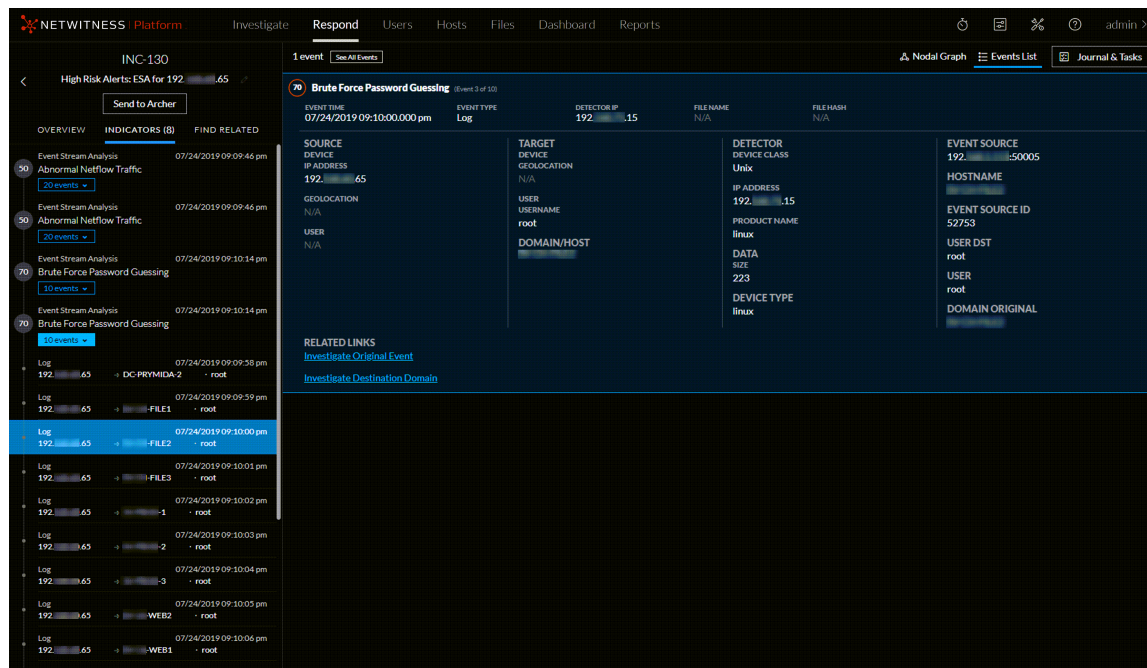 NETWITNESS Platform
Investigate Respond Users Hosts Files Dashboard Reports
admin
INC-130
High Risk Alerts: ESA for 192. .65
Send to Archer
OVERVIEW INDICATORS (8) FIND RELATED
Event Stream Analysis 07/24/2019 09:09:46 pm
50 Abnormal Netflow Traffic
20 events
Event Stream Analysis 07/24/2019 09:09:46 pm
50 Abnormal Netflow Traffic
20 events
Event Stream Analysis 07/24/2019 09:10:14 pm
70 Brute Force Password Guessing
10 events
Event Stream Analysis 07/24/2019 09:10:14 pm
70 Brute Force Password Guessing
10 events
Log 07/24/2019 09:09:58 pm
192. .65 DC-PRYMIDA-2 root
Log 07/24/2019 09:09:59 pm
192. .65 -FILE1 root
Log 07/24/2019 09:10:00 pm
192. .65 -FILE2 root
Log 07/24/2019 09:10:01 pm
192. .65 -FILE3 root
Log 07/24/2019 09:10:02 pm
192. .65 -1 root
Log 07/24/2019 09:10:03 pm
192. .65 -2 root
Log 07/24/2019 09:10:04 pm
192. .65 -3 root
Log 07/24/2019 09:10:05 pm
192. .65 -WEB2 root
Log 07/24/2019 09:10:06 pm
192. .65 -WEB1 root
1 event See All Events
Nodal Graph Events List Journal & Tasks
70 Brute Force Password Guessing (Event 3 of 10)
EVENT TIME EVENT TYPE DETECTOR IP FILE NAME FILE HASH
07/24/2019 09:10:00.000 pm Log 192. .15 N/A N/A
SOURCE
DEVICE
IP ADDRESS
192. .65
GEOLOCATION
N/A
USER
N/A
TARGET
DEVICE
GEOLOCATION
N/A
USER
USERNAME
root
DOMAIN/HOST
DETECTOR
DEVICE CLASS
Unix
IP ADDRESS
192. .15
PRODUCT NAME
linux
DATA
SIZE
223
DEVICE TYPE
linux
EVENT SOURCE
192. :50005
HOSTNAME
EVENT SOURCE ID
52753
USER DST
root
USER
root
DOMAIN ORIGINAL
RELATED LINKS
Investigate Original Event
Investigate Destination Domain